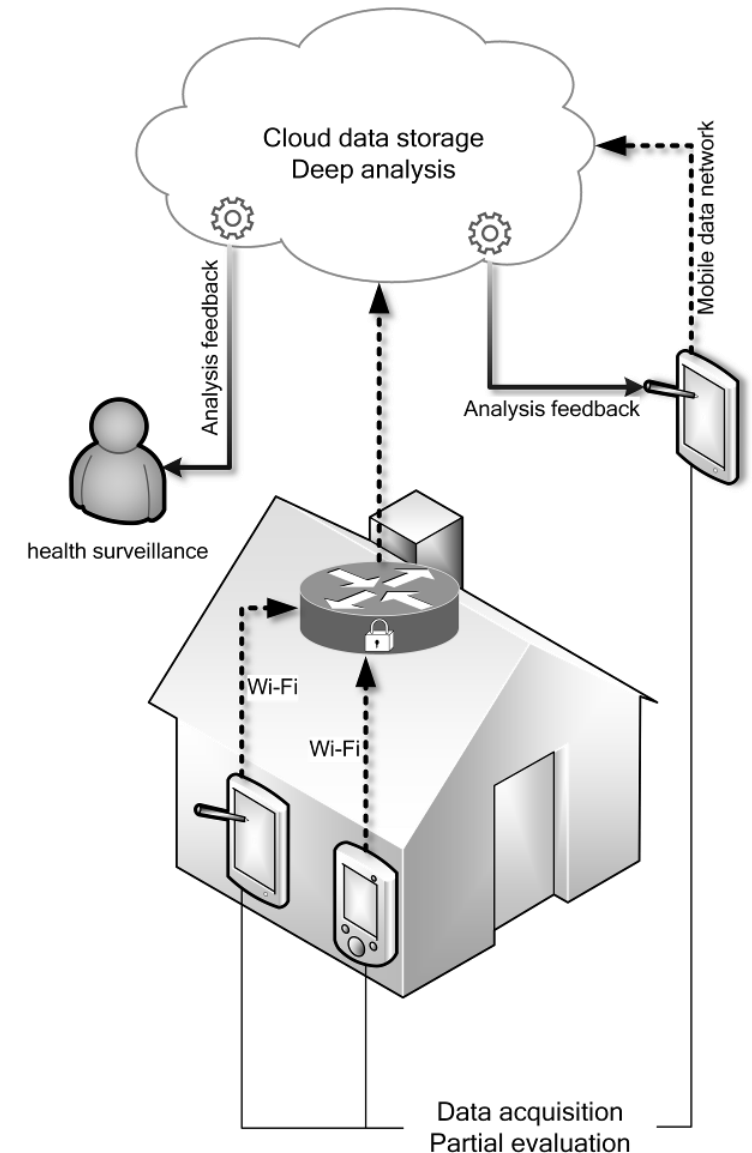 Cloud data storage
Deep analysis
Mobile data network
Analysis feedback
Analysis feedback
health surveillance
Wi-Fi
Wi-Fi
Data acquisition
Partial evaluation